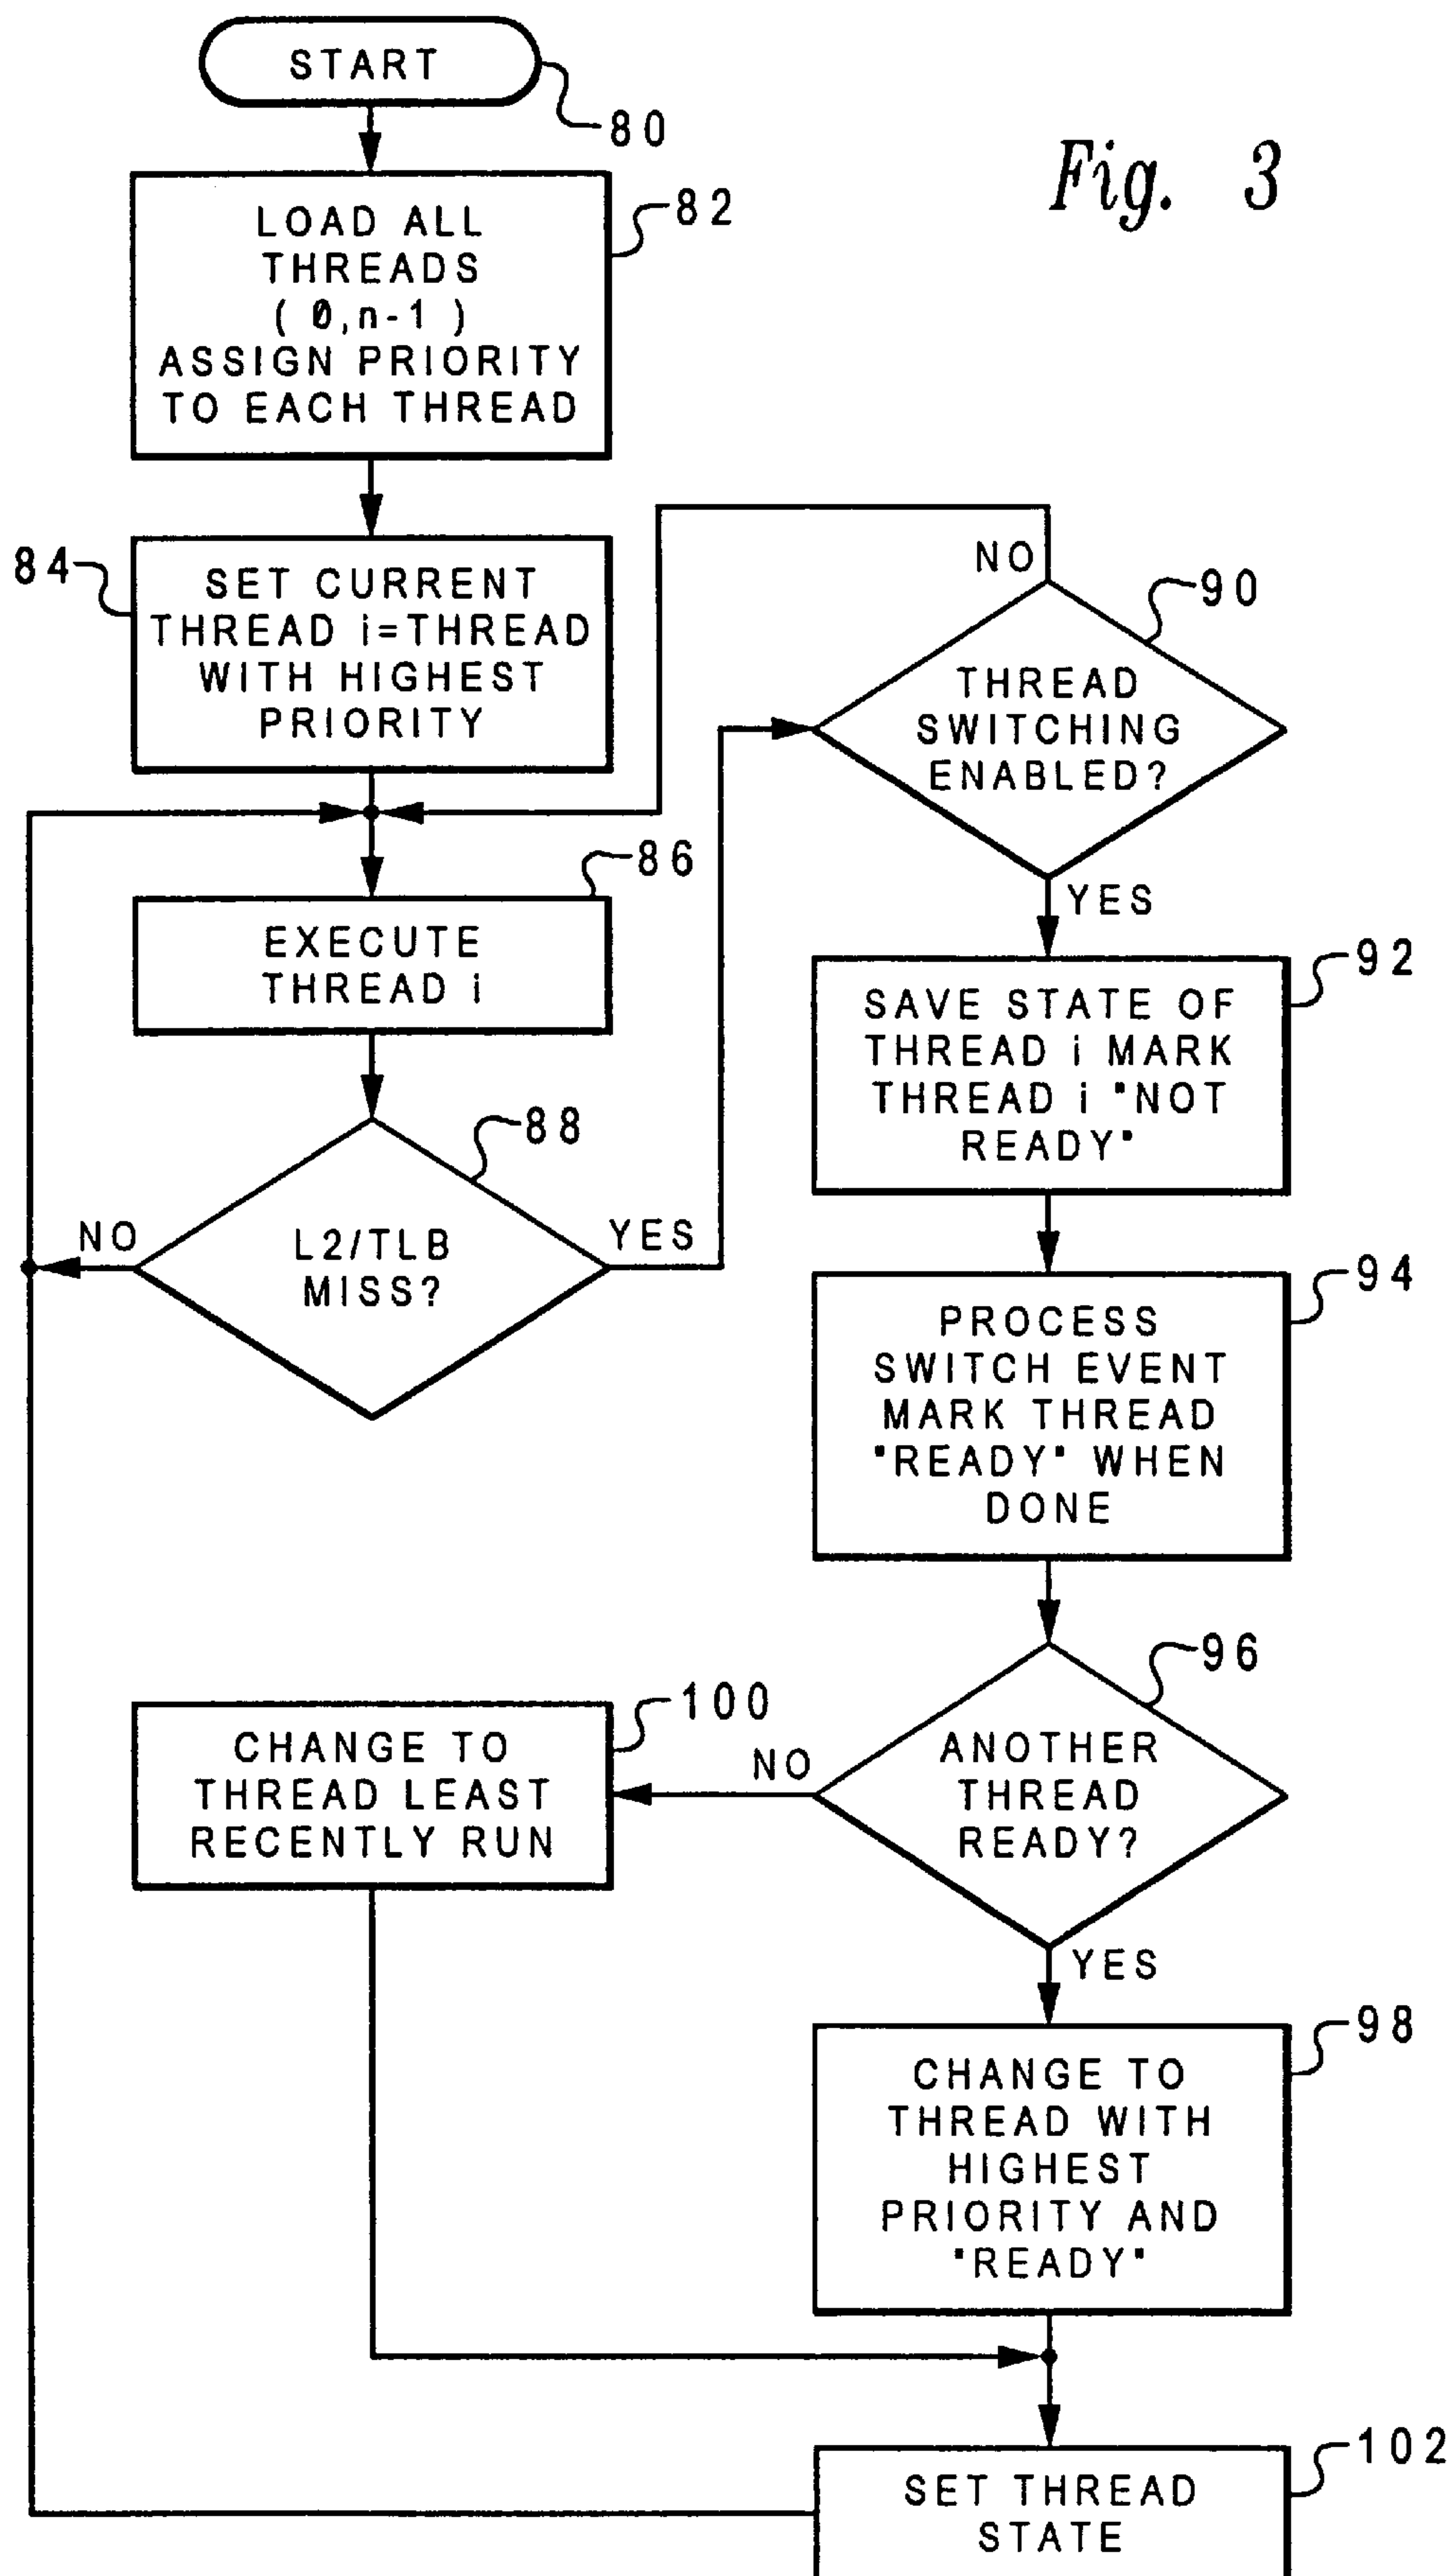 START
80
Fig. 3
LOAD ALL
THREADS
( 0,n-1 )
ASSIGN PRIORITY
TO EACH THREAD
82
84
SET CURRENT
THREAD i=THREAD
WITH HIGHEST
PRIORITY
NO
90
THREAD
SWITCHING
ENABLED?
YES
86
EXECUTE
THREAD i
92
SAVE STATE OF
THREAD i MARK
THREAD i "NOT
READY"
88
NO
L2/TLB
MISS?
YES
94
PROCESS
SWITCH EVENT
MARK THREAD
"READY" WHEN
DONE
96
ANOTHER
THREAD
READY?
NO
100
CHANGE TO
THREAD LEAST
RECENTLY RUN
YES
98
CHANGE TO
THREAD WITH
HIGHEST
PRIORITY AND
"READY"
102
SET THREAD
STATE